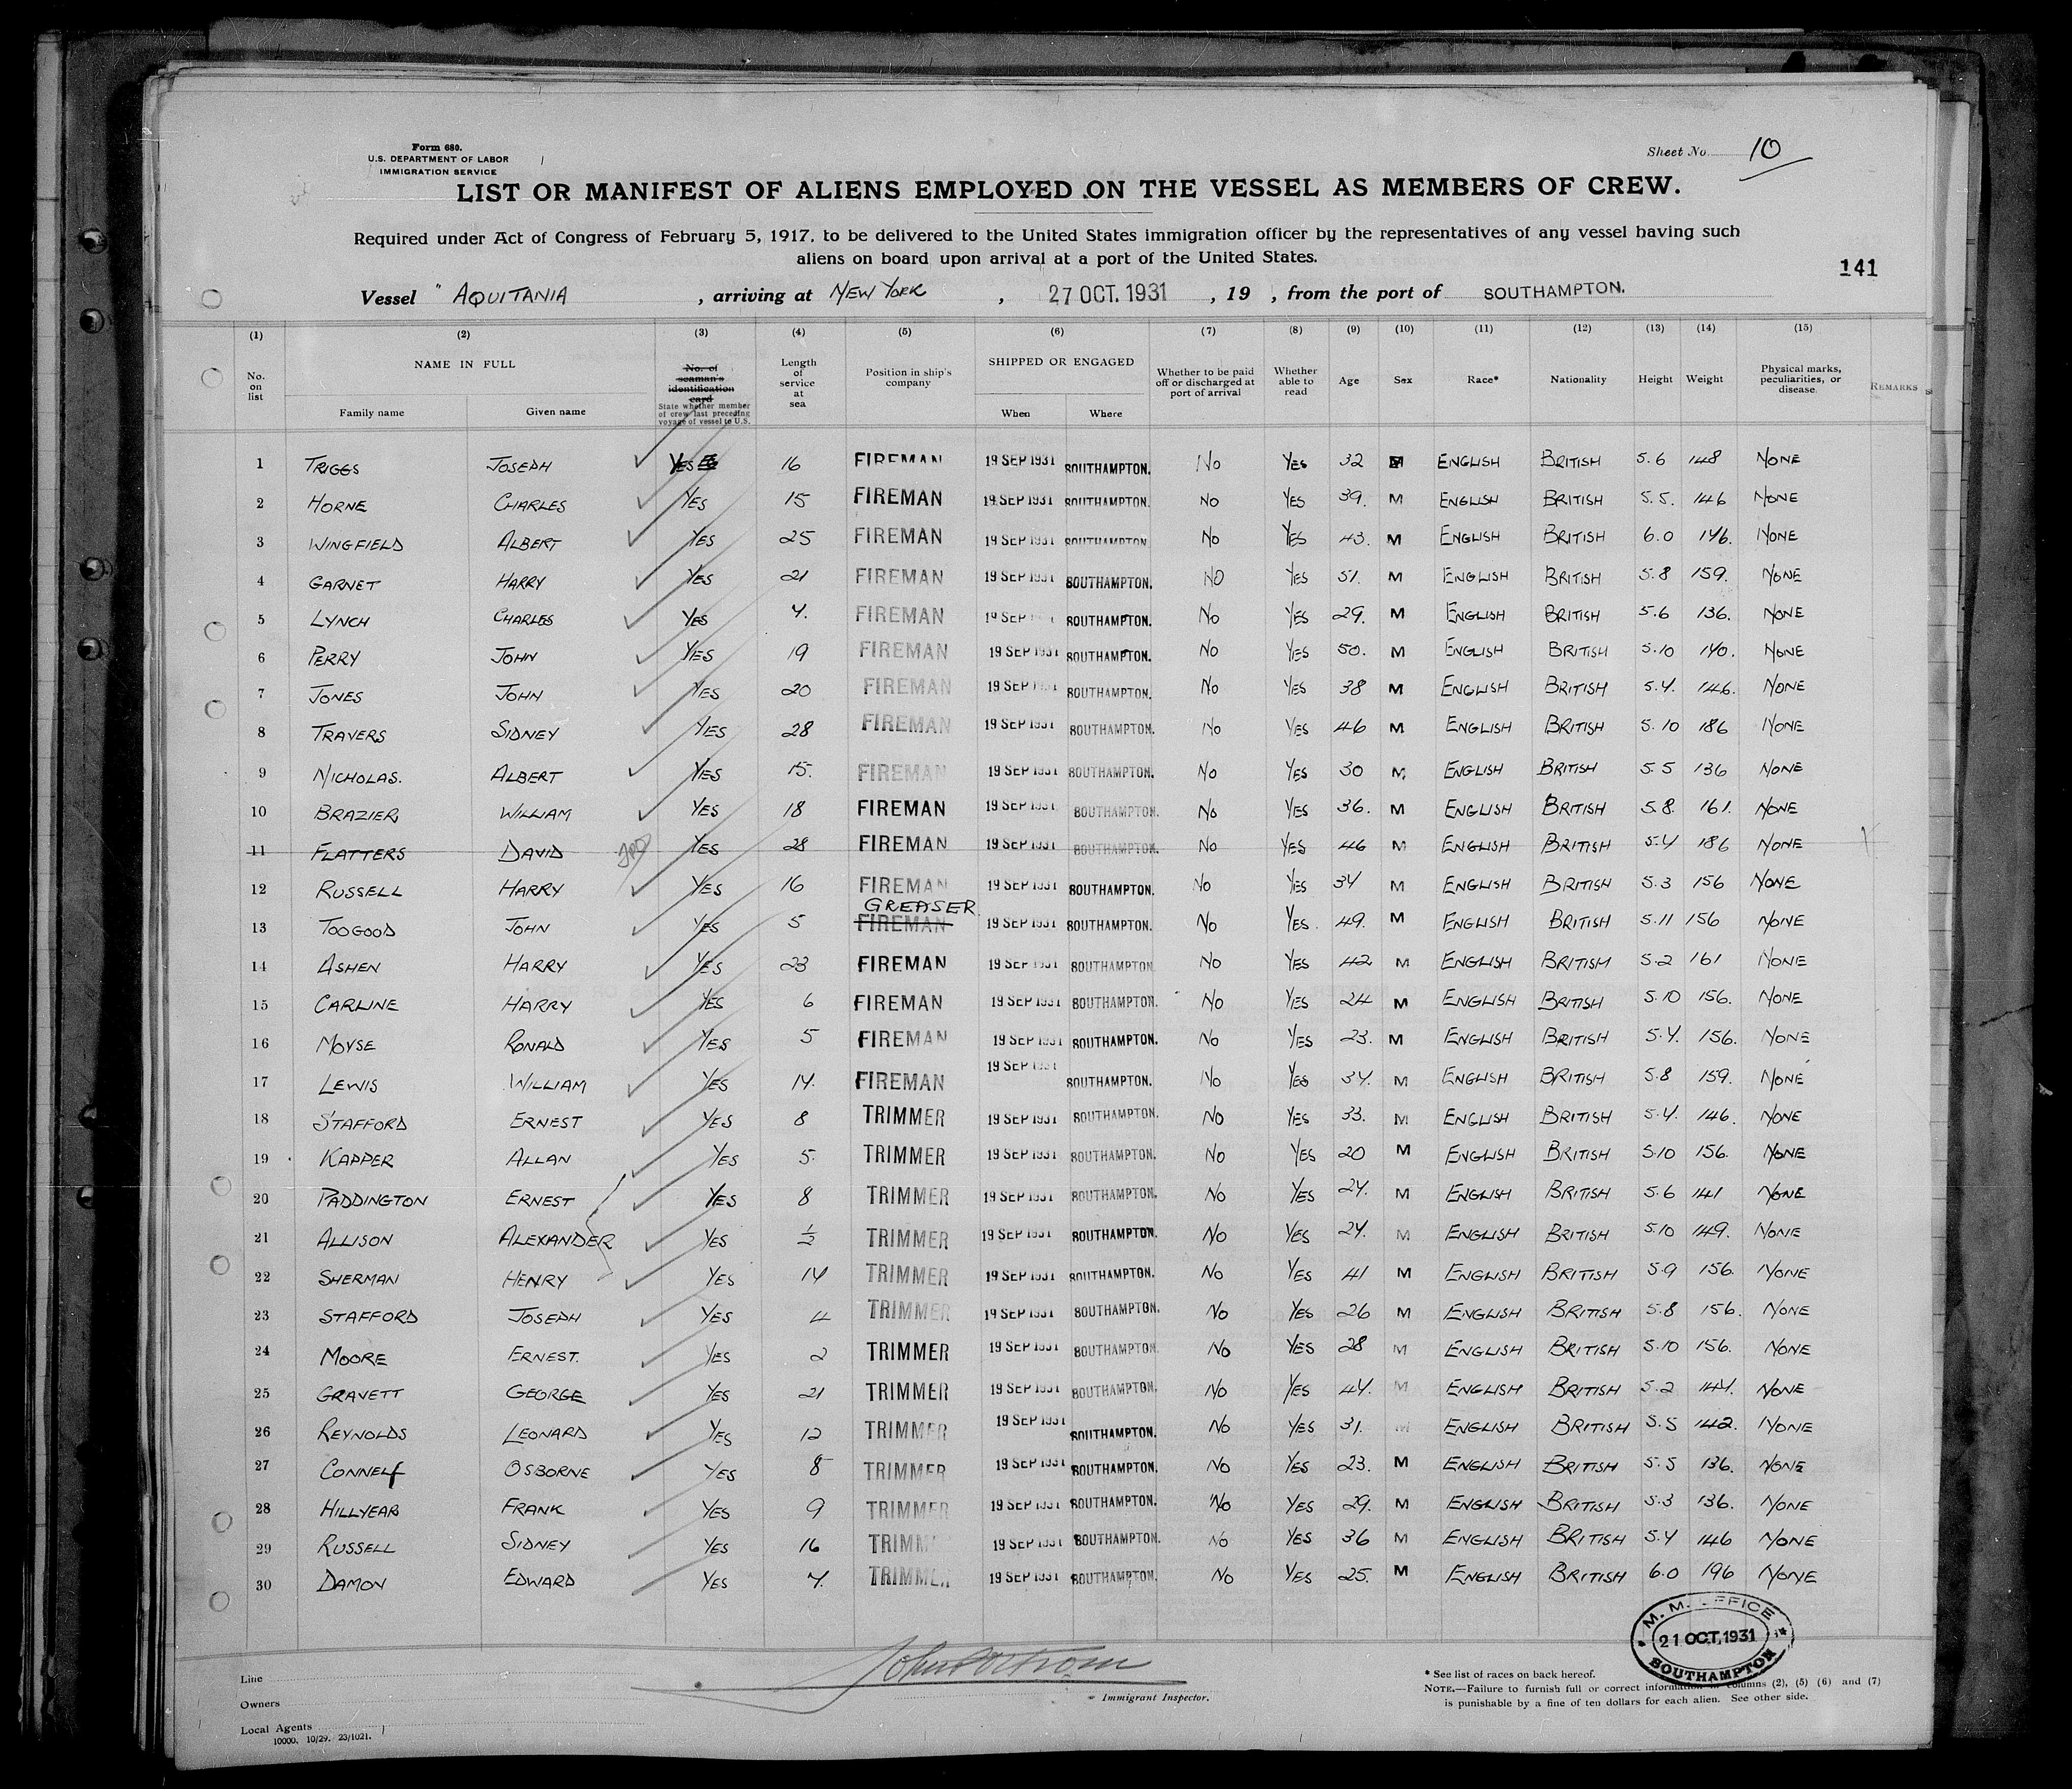 Form 680.
U.S. DEPARTMENT OF LABOR
IMMIGRATION SERVICE
Sheet No. 10
LIST OR MANIFEST OF ALIENS EMPLOYED ON THE VESSEL AS MEMBERS OF CREW.
Required under Act of Congress of February 5, 1917, to be delivered to the United States immigration officer by the representatives of any vessel having such
aliens on board upon arrival at a port of the United States.
141
Vessel " AQUITANIA , arriving at NEW YORK , 27 OCT. 1931 , 19 , from the port of SOUTHAMPTON.
(1) (2) (3) (4) (5) (6) (7) (8) (9) (10) (11) (12) (13) (14) (15)
No. on list NAME IN FULL Family name Given name No. of seaman's identification card State whether member of crew last preceding voyage of vessel to U.S. Length of service at sea Position in ship's company SHIPPED OR ENGAGED When Where Whether to be paid off or discharged at port of arrival Whether able to read Age Sex Race* Nationality Height Weight Physical marks, peculiarities, or disease. REMARKS
1 TRIGGS JOSEPH YES 16 FIREMAN 19 SEP 1931 SOUTHAMPTON. No YES 32 M ENGLISH BRITISH 5.6 148 NONE
2 HORNE CHARLES YES 15 FIREMAN 19 SEP 1931 SOUTHAMPTON. No YES 39. M ENGLISH BRITISH 5.5. 146 NONE
3 WINGFIELD ALBERT YES 25 FIREMAN 19 SEP 1931 SOUTHAMPTON No YES 43. M ENGLISH BRITISH 6.0 146. NONE
4 GARNET HARRY YES 21 FIREMAN 19 SEP 1931 SOUTHAMPTON. NO YES 51. M ENGLISH BRITISH 5.8 159. NONE
5 LYNCH CHARLES YES 4. FIREMAN 19 SEP SOUTHAMPTON. No YES 29. M ENGLISH BRITISH 5.6 136. NONE
6 PERRY JOHN YES 19 FIREMAN 19 SEP 1931 SOUTHAMPTON. No YES 50. M ENGLISH BRITISH 5.10 140. NONE
7 JONES JOHN YES 20 FIREMAN 19 SEP 1931 SOUTHAMPTON. No YES 38 M ENGLISH BRITISH 5.4. 146. NONE
8 TRAVERS SIDNEY YES 28 FIREMAN 19 SEP 1931 SOUTHAMPTON. No YES 46 M ENGLISH BRITISH 5.10 186 NONE
9 NICHOLAS. ALBERT YES 15. FIREMAN 19 SEP 1931 SOUTHAMPTON. No YES 30 M ENGLISH BRITISH 5.5 136 NONE
10 BRAZIER WILLIAM YES 18 FIREMAN 19 SEP 1931 SOUTHAMPTON. No YES 36. M ENGLISH BRITISH 5.8. 161. NONE
11 FLATTERS DAVID YES 28 FIREMAN 19 SEP 1931 SOUTHAMPTON. No YES 46 M ENGLISH BRITISH 5.4 186 NONE
12 RUSSELL HARRY YES 16 FIREMAN 19 SEP 1931 SOUTHAMPTON. No YES 34 M ENGLISH BRITISH 5.3 156 NONE
GREASER
13 TOOGOOD JOHN YES 5 FIREMAN 19 SEP 1931 SOUTHAMPTON. No YES. 49. M ENGLISH BRITISH 5.11 156 NONE
14 ASHEN HARRY YES 23 FIREMAN 19 SEP 1931 SOUTHAMPTON. No YES 42 M ENGLISH BRITISH 5.2 161 NONE
15 CARLINE HARRY YES 6 FIREMAN 19 SEP 1931 SOUTHAMPTON. No YES 24 M ENGLISH BRITISH 5.10 156. NONE
16 MOYSE RONALD YES 5 FIREMAN 19 SEP 1931 SOUTHAMPTON. No YES 23. M ENGLISH BRITISH 5.4. 156. NONE
17 LEWIS WILLIAM YES 14. FIREMAN 19 SEP 1931 SOUTHAMPTON. No YES 34. M ENGLISH BRITISH 5.8 159. NONE
18 STAFFORD ERNEST YES 8 TRIMMER 19 SEP 1931 SOUTHAMPTON. No YES 33. M ENGLISH BRITISH 5.4. 146. NONE
19 KAPPER ALLAN YES 5. TRIMMER 19 SEP 1931 SOUTHAMPTON. No YES 20 M ENGLISH BRITISH 5.10 156. NONE
20 PADDINGTON ERNEST YES 8 TRIMMER 19 SEP 1931 SOUTHAMPTON. No YES 24. M ENGLISH BRITISH 5.6 141 NONE
21 ALLISON ALEXANDER YES ½ TRIMMER 19 SEP 1931 SOUTHAMPTON. No YES 24. M ENGLISH BRITISH 5.10 149. NONE
22 SHERMAN HENRY YES 14 TRIMMER 19 SEP 1931 SOUTHAMPTON. No YES 41 M ENGLISH BRITISH 5.9 156. NONE
23 STAFFORD JOSEPH YES 4 TRIMMER 19 SEP 1931 SOUTHAMPTON. No YES 26 M ENGLISH BRITISH 5.8 156. NONE
24 MOORE ERNEST. YES 2 TRIMMER 19 SEP 1931 SOUTHAMPTON. No YES 28 M ENGLISH BRITISH 5.10 156. NONE
25 GRAVETT GEORGE YES 21 TRIMMER 19 SEP 1931 SOUTHAMPTON. No YES 44. M ENGLISH BRITISH 5.2 144. NONE
26 REYNOLDS LEONARD YES 12 TRIMMER 19 SEP 1931 SOUTHAMPTON. No YES 31. M ENGLISH BRITISH 5.5 142. NONE
27 CONNELL OSBORNE YES 8 TRIMMER 19 SEP 1931 SOUTHAMPTON. No YES 23. M ENGLISH BRITISH 5.5 136. NONE
28 HILLYEAR FRANK YES 9 TRIMMER 19 SEP 1931 SOUTHAMPTON. No YES 29. M ENGLISH BRITISH 5.3 136. NONE
29 RUSSELL SIDNEY YES 16 TRIMM 19 SEP 1931 SOUTHAMPTON. No YES 36 M ENGLISH BRITISH 5.4 146 NONE
30 DAMON EDWARD YES 4. TRIMMER 19 SEP 1931 SOUTHAMPTON. No YES 25. M ENGLISH BRITISH 6.0 196 NONE
M. M. OFFICE
21 OCT. 1931
SOUTHAMPTON
Line
Owners
Local Agents
10000. 10/29. 23/1021.
Immigrant Inspector.
* See list of races on back hereof.
NOTE.—Failure to furnish full or correct information in columns (2), (5) (6) and (7)
is punishable by a fine of ten dollars for each alien. See other side.